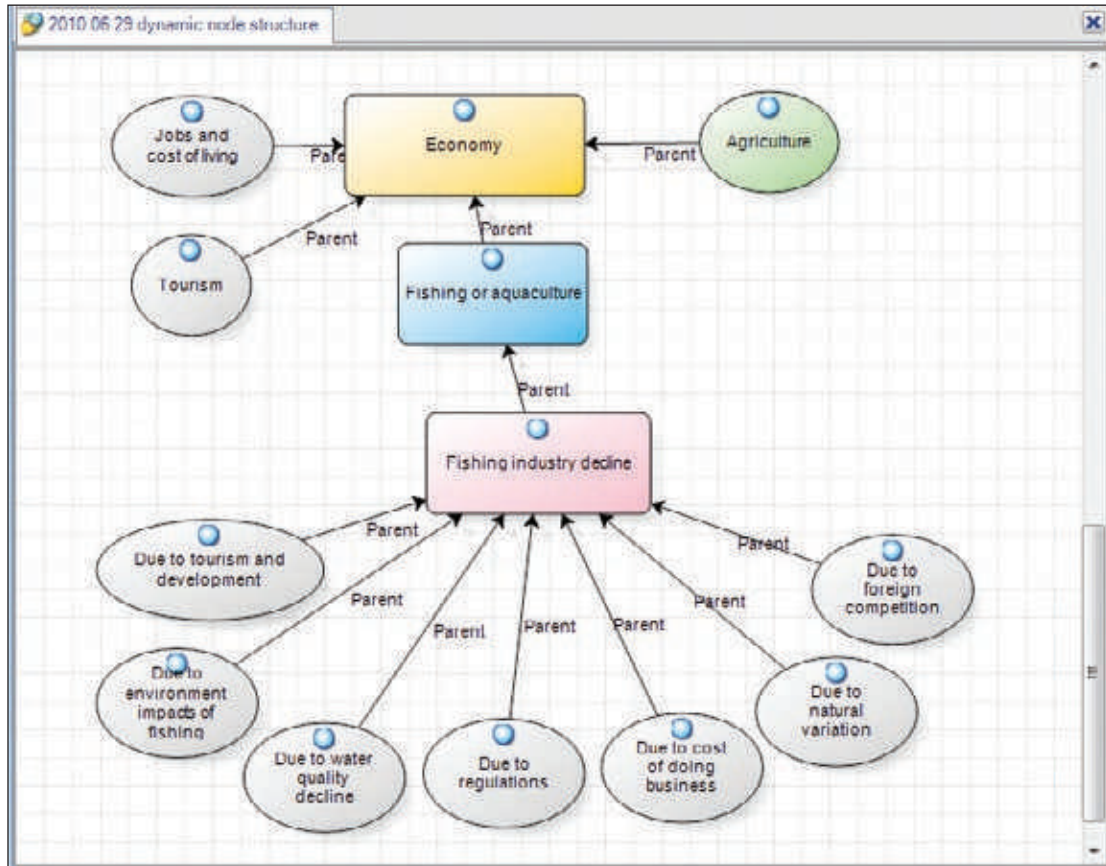 2010 06 29 dynamic node structure
Jobs and
cost of living
Parent
Economy
Parent
Agriculture
Tourism
Parent
Parent
Fishing or aquaculture
Parent
Fishing industry decline
Due to tourism and
development
Parent
Parent
Due to
foreign
competition
Parent
Parent
Parent
Parent
Parent
Due to
environment
impacts of
fishing
Due to
natural
variation
Due to water
quality
decline
Due to
regulations
Due to cost
of doing
business